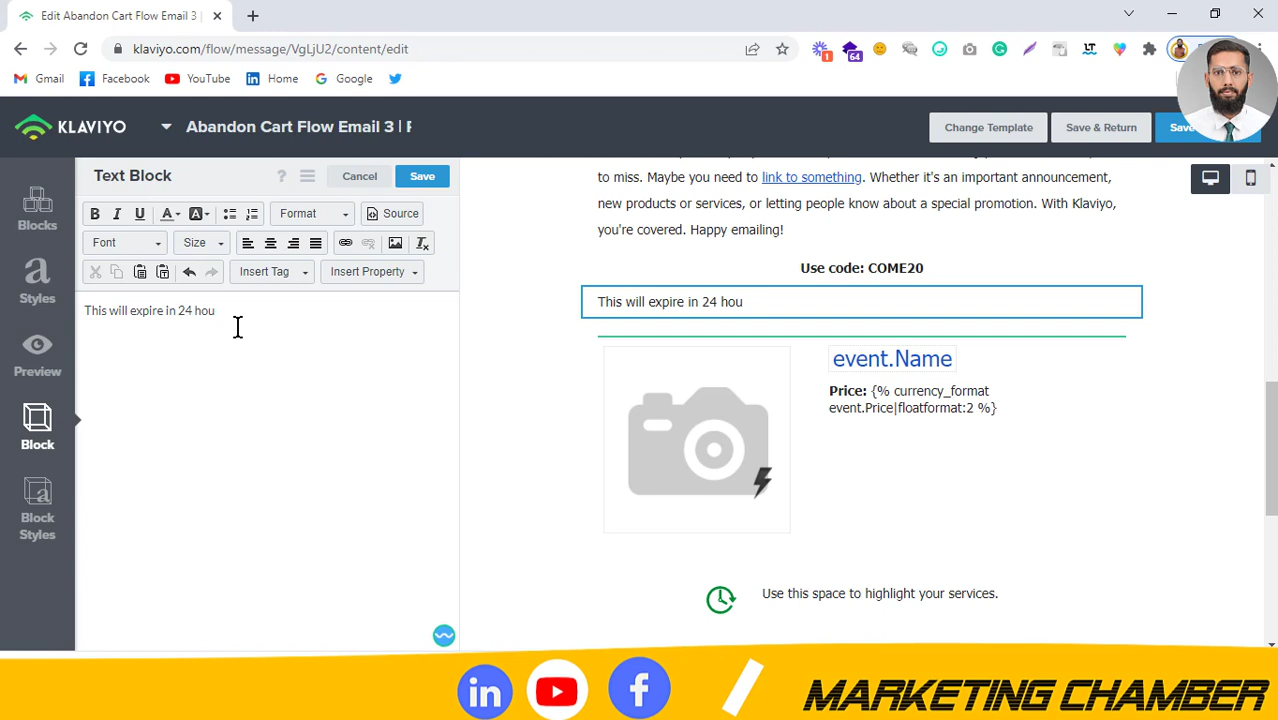 Edit Abandon Cart Flow Email 3 |
klaviyo.com/flow/message/VgLjU2/content/edit
1
64
LT
Gmail
Facebook
YouTube
Home
Google
KLAVIYO
Abandon Cart Flow Email 3 |
Change Template
Save & Return
Save
Text Block
?
Cancel
Save
B I U A A Format Source
Font Size
Insert Tag
Insert Property
Blocks
Styles
Preview
Block
Block
Styles
This will expire in 24 hou
to miss. Maybe you need to link to something. Whether it's an important announcement,
new products or services, or letting people know about a special promotion. With Klaviyo,
you're covered. Happy emailing!
Use code: COME20
This will expire in 24 hou
event.Name
Price: {% currency_format
event.Price|floatformat:2 %}
Use this space to highlight your services.
in
f
MARKETING CHAMBER